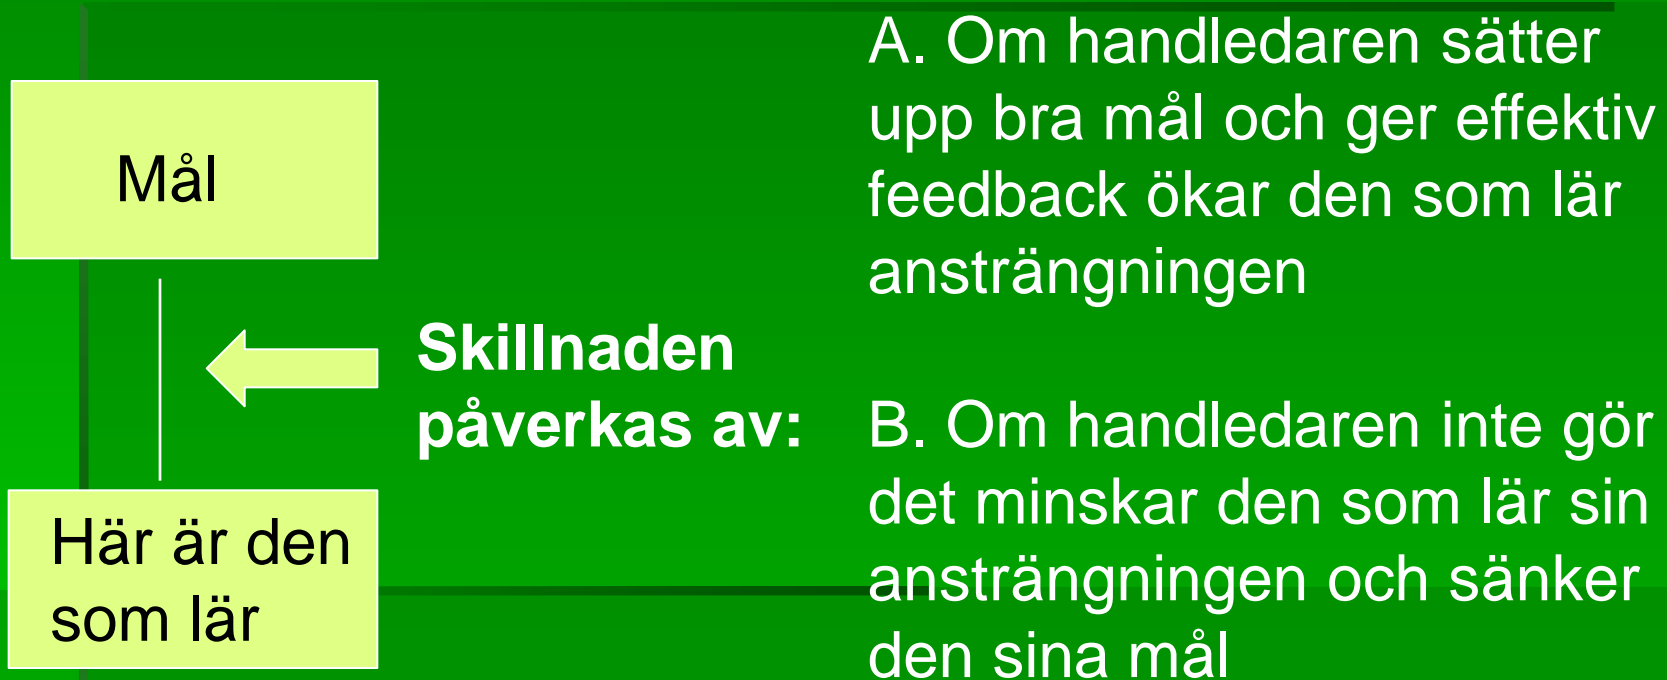 Mål
Här är den
som lär
Skillnaden
påverkas av:
A. Om handledaren sätter
upp bra mål och ger effektiv
feedback ökar den som lär
ansträngningen
B. Om handledaren inte gör
det minskar den som lär sin
ansträngningen och sänker
den sina mål